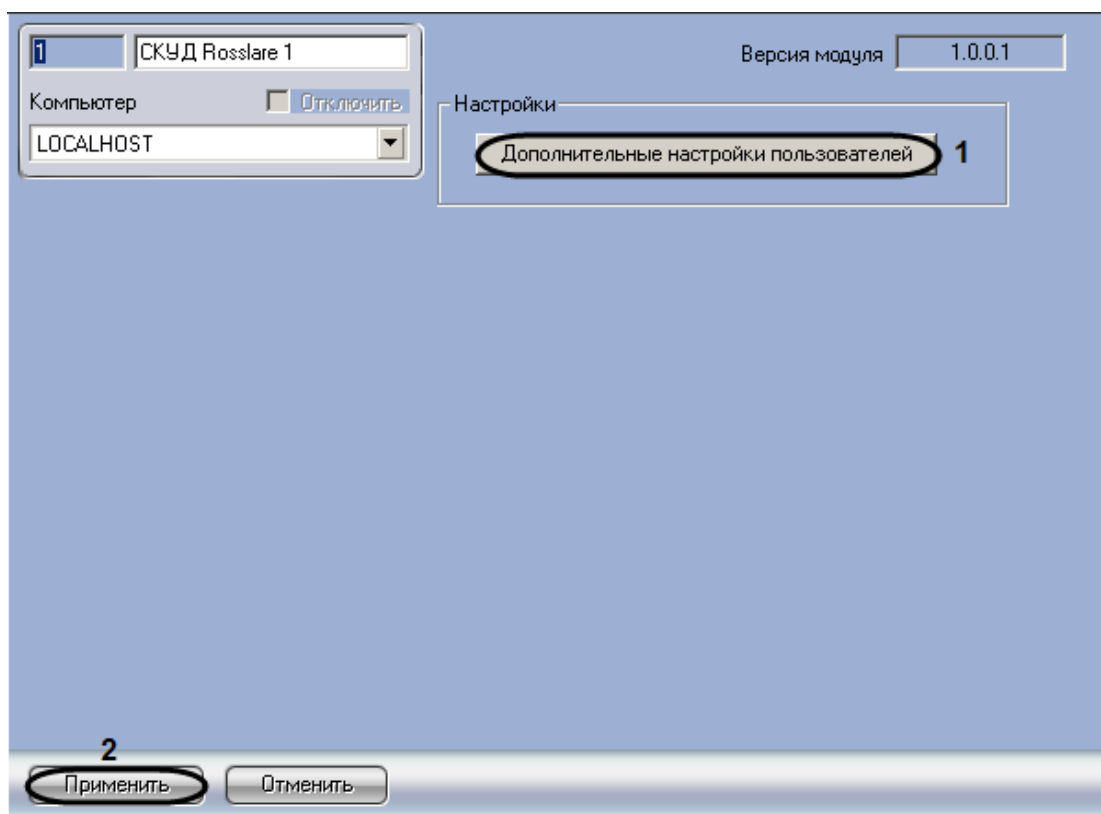 1
СКУД Rosslare 1
Версия модуля 1.0.0.1
Компьютер Отключить
LOCALHOST
Настройки
Дополнительные настройки пользователей 1
2
Применить Отменить